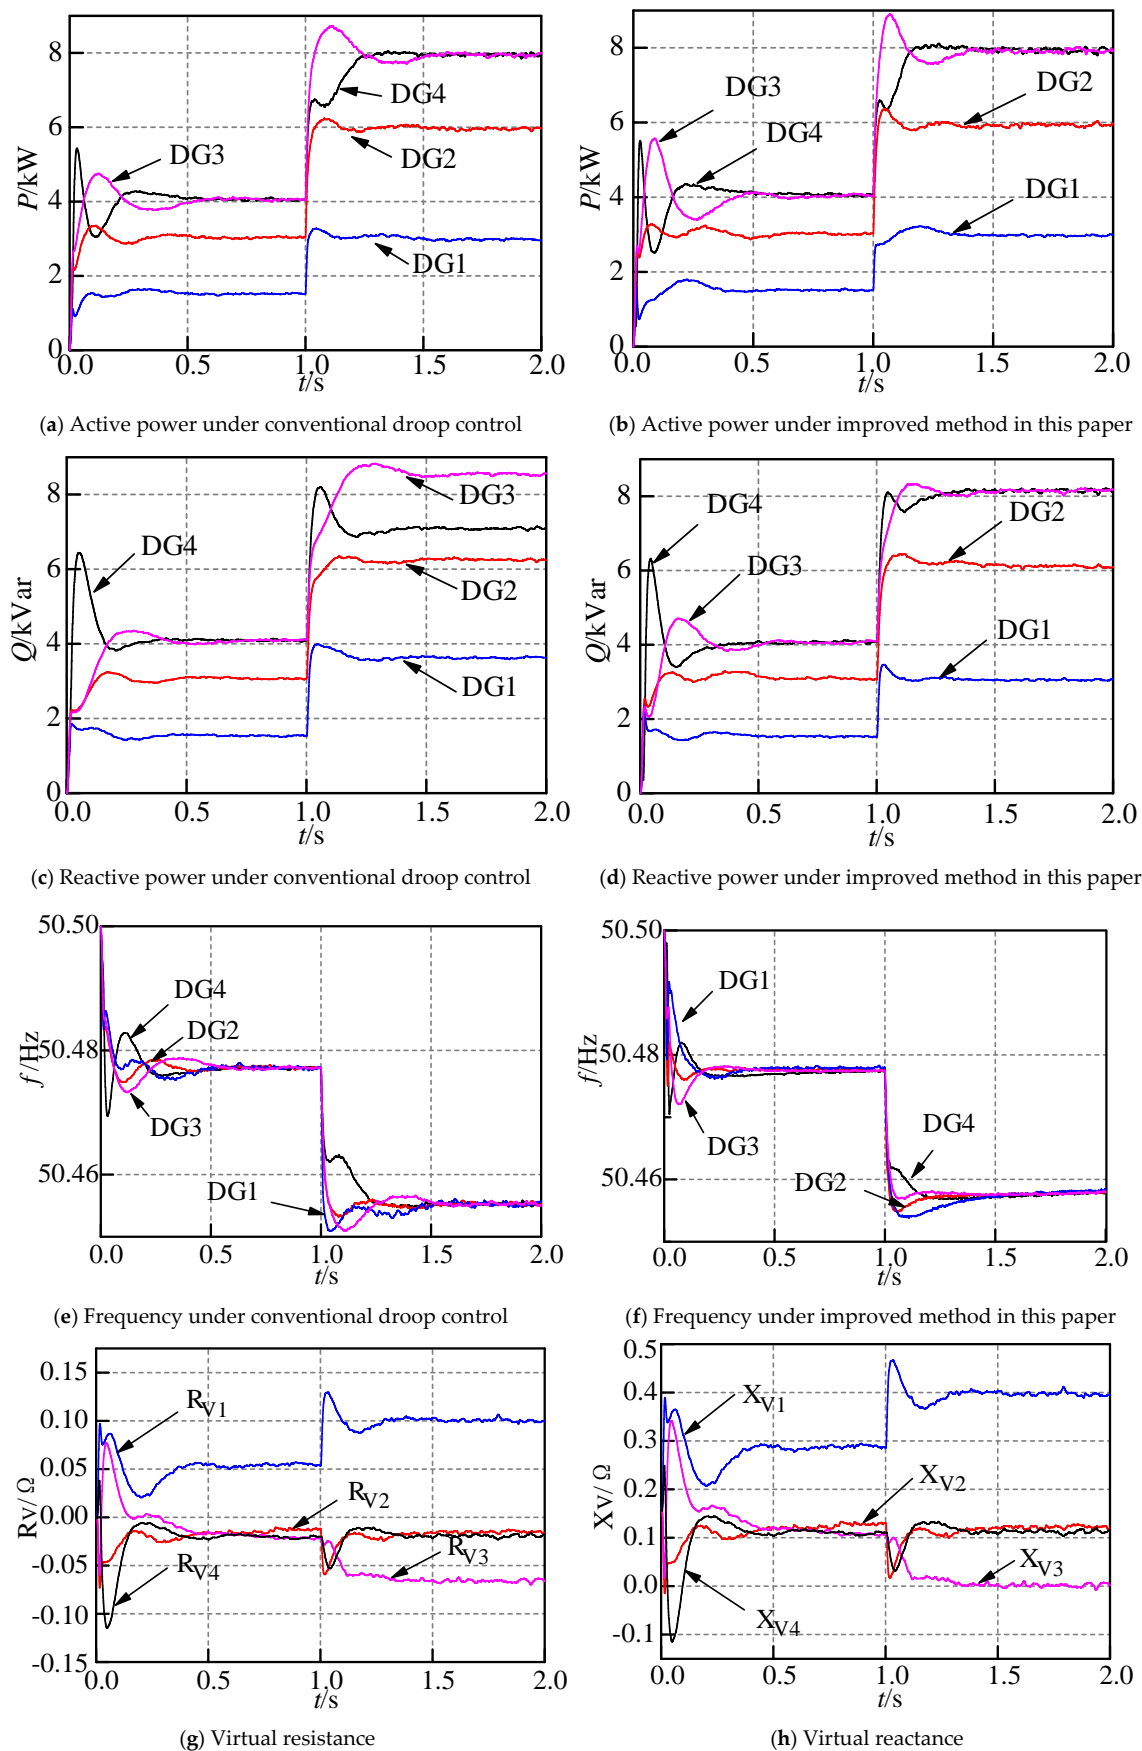 8
6
4
2
0
P/kW
DG3
DG4
DG2
DG1
0.0
0.5
1.0
1.5
2.0
t/s
(a) Active power under conventional droop control
8
6
4
2
0
P/kW
DG3
DG4
DG2
DG1
0.0
0.5
1.0
1.5
2.0
t/s
(b) Active power under improved method in this paper
8
6
4
2
0
Q/kVar
DG4
DG3
DG2
DG1
0.0
0.5
1.0
1.5
2.0
t/s
(c) Reactive power under conventional droop control
8
6
4
2
0
Q/kVar
DG4
DG3
DG2
DG1
0.0
0.5
1.0
1.5
2.0
t/s
(d) Reactive power under improved method in this paper
50.50
50.48
50.46
f/Hz
DG4
DG2
DG3
DG1
0.0
0.5
1.0
1.5
2.0
t/s
(e) Frequency under conventional droop control
50.50
50.48
50.46
f/Hz
DG1
DG3
DG4
DG2
0.0
0.5
1.0
1.5
2.0
t/s
(f) Frequency under improved method in this paper
0.15
0.10
0.05
0.00
-0.05
-0.10
-0.15
Rv/Ω
RV1
RV2
RV3
RV4
0.0
0.5
1.0
1.5
2.0
t/s
(g) Virtual resistance
0.5
0.4
0.3
0.2
0.1
0.0
-0.1
Xv/Ω
XV1
XV2
XV3
XV4
0.0
0.5
1.0
1.5
2.0
t/s
(h) Virtual reactance